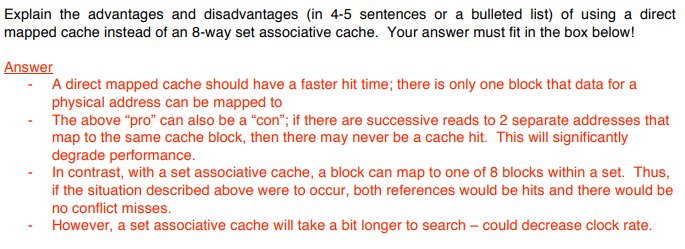 Explain the advantages and disadvantages (in 4-5 sentences or a bulleted list) of using a direct
mapped cache instead of an 8-way set associative cache.  Your answer must fit in the box below!
Answer
- A direct mapped cache should have a faster hit time; there is only one block that data for a
physical address can be mapped to
- The above “pro” can also be a “con”; if there are successive reads to 2 separate addresses that
map to the same cache block, then there may never be a cache hit.  This will significantly
degrade performance.
- In contrast, with a set associative cache, a block can map to one of 8 blocks within a set.  Thus,
if the situation described above were to occur, both references would be hits and there would be
no conflict misses.
- However, a set associative cache will take a bit longer to search – could decrease clock rate.